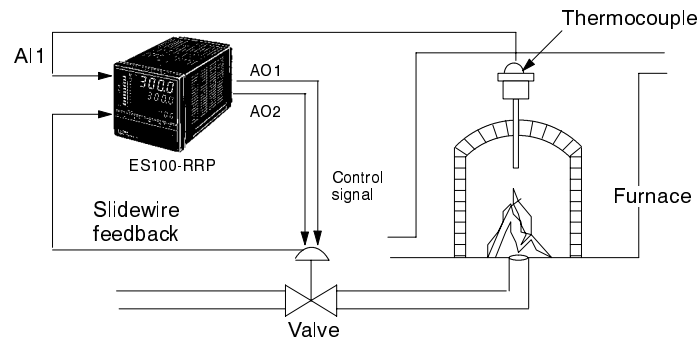 Thermocouple
AI1
300.0
300.0
AO1
AO2
ES100-RRP
Control
signal
Slidewire
feedback
Furnace
Valve